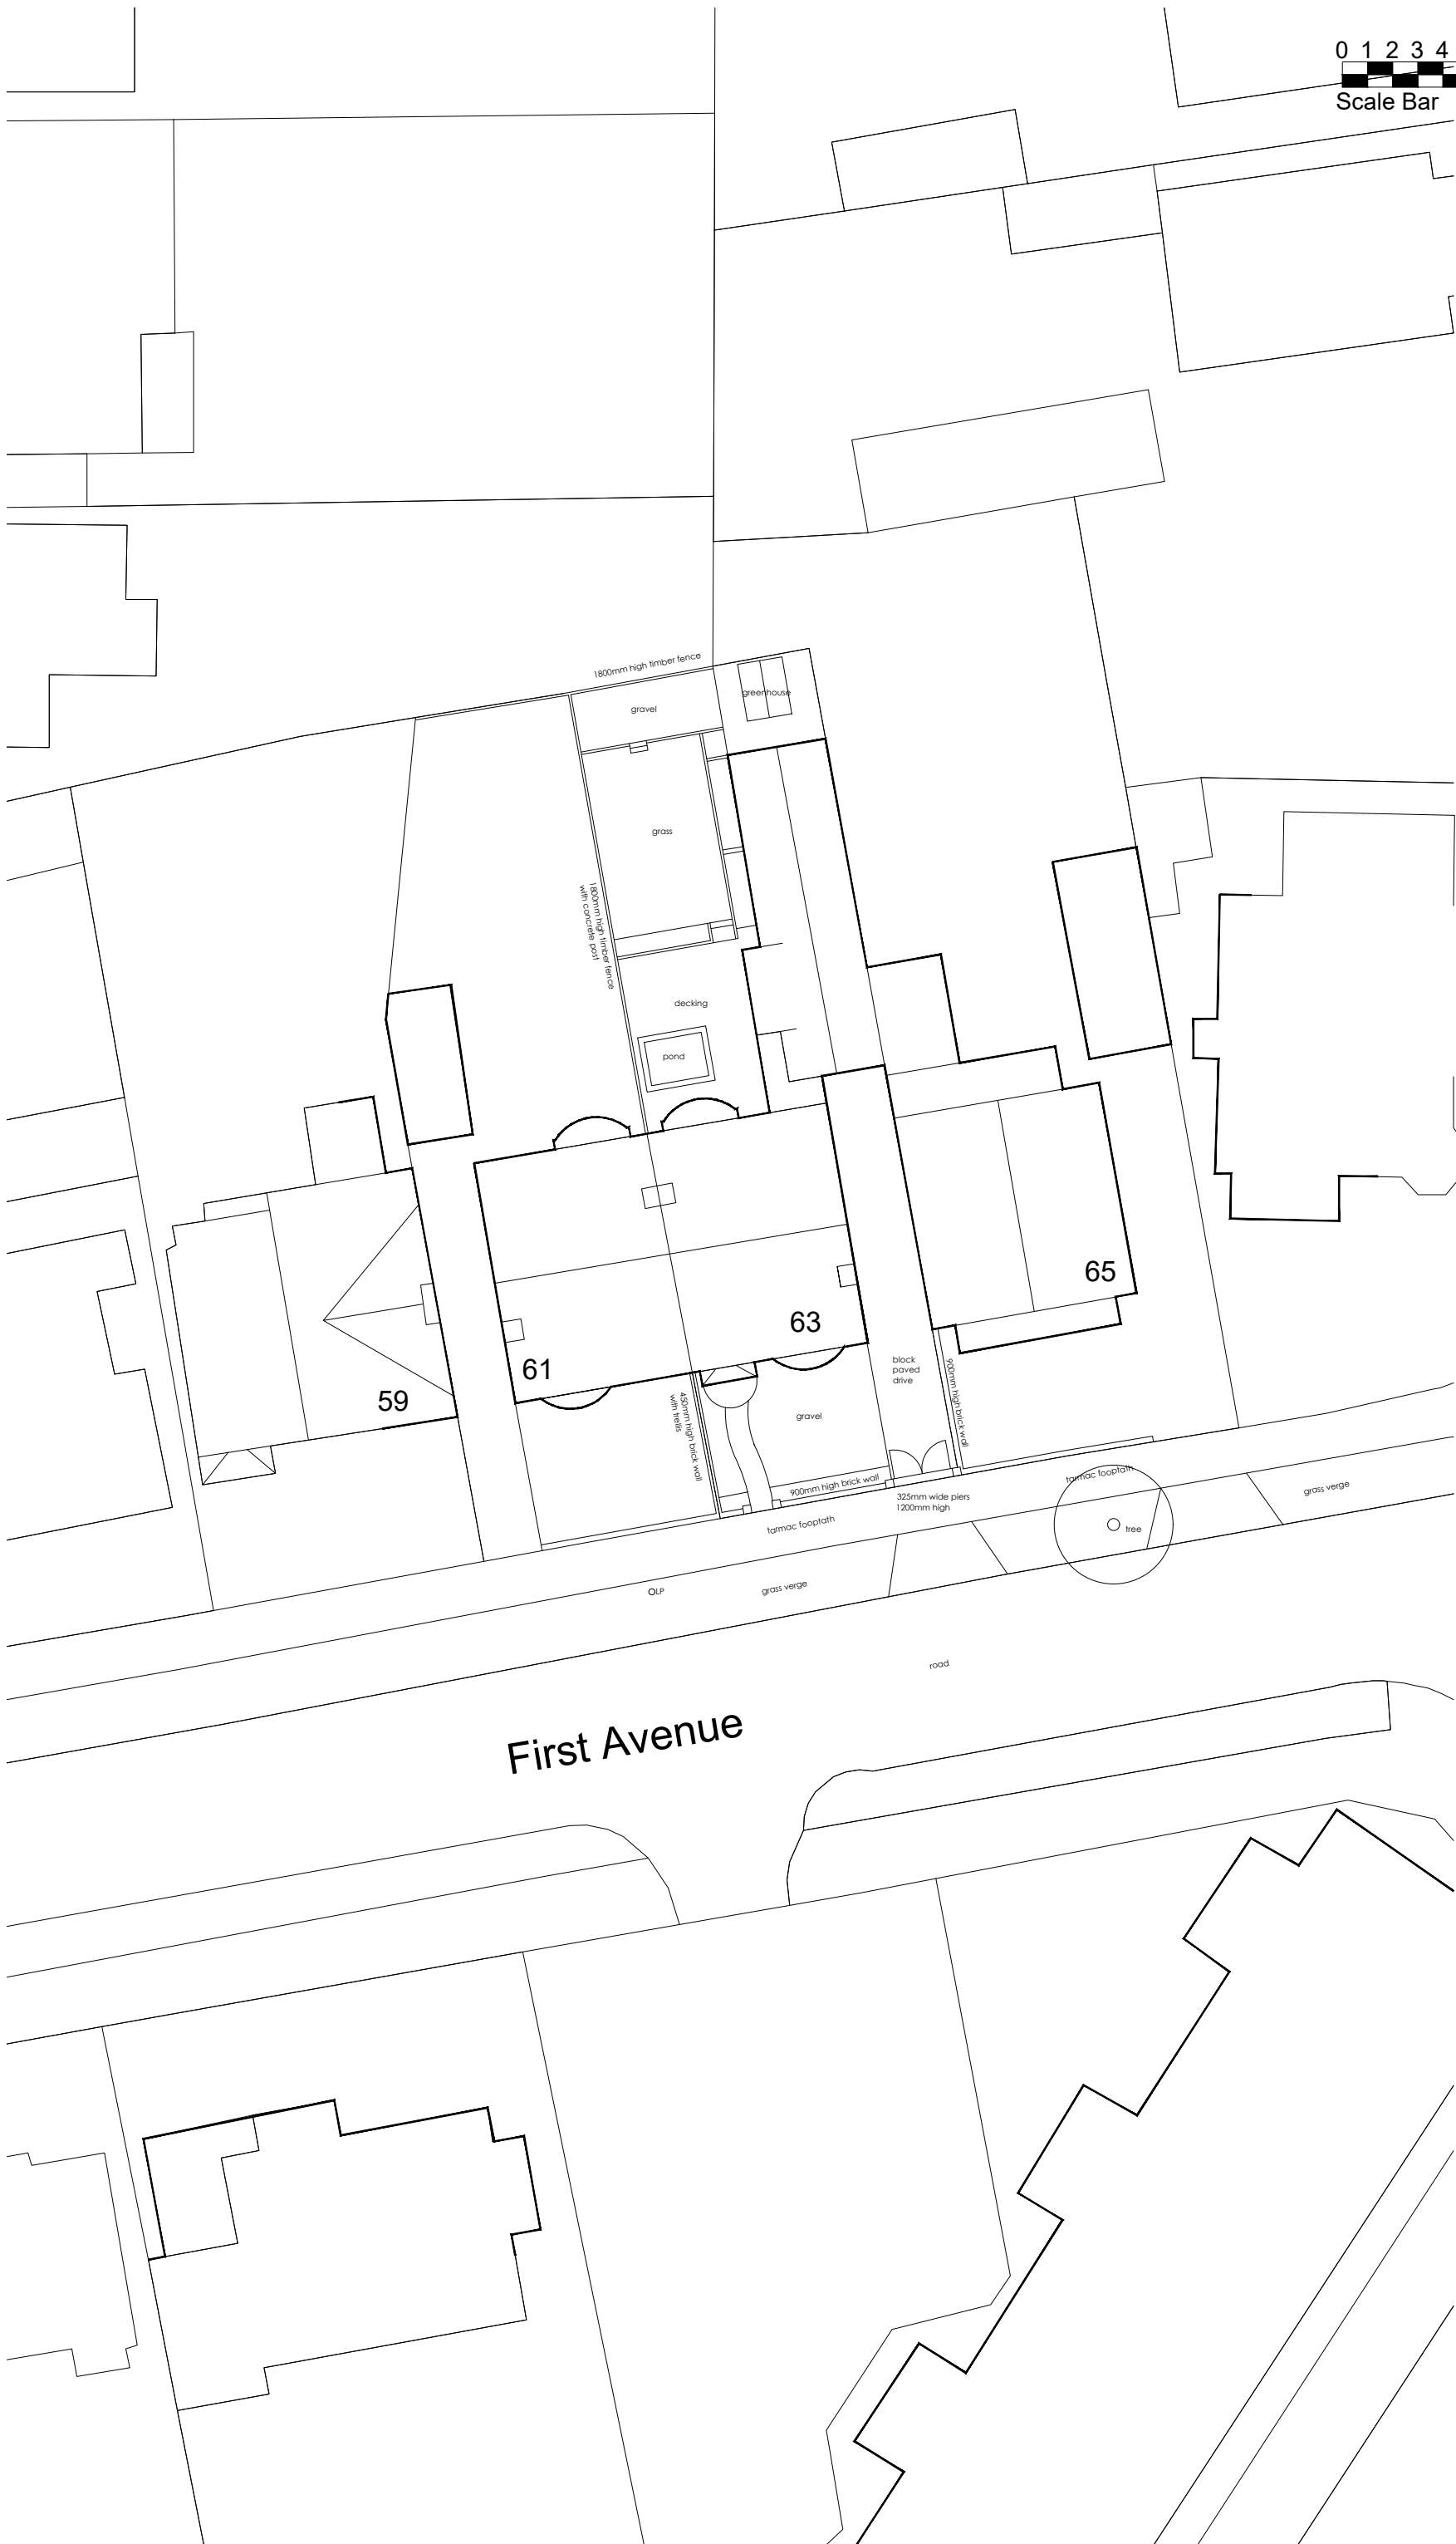 0 1 2 3 4
Scale Bar
1800mm high timber fence
greenhouse
gravel
grass
1800mm high timber fence
with concrete post
decking
pond
65
63
61
59
block
paved
drive
900mm high brick wall
450mm high brick wall
with trellis
gravel
900mm high brick wall
325mm wide piers
1200mm high
tarmac fooptath
tarmac fooptath
grass verge
tree
OLP
grass verge
road
First Avenue